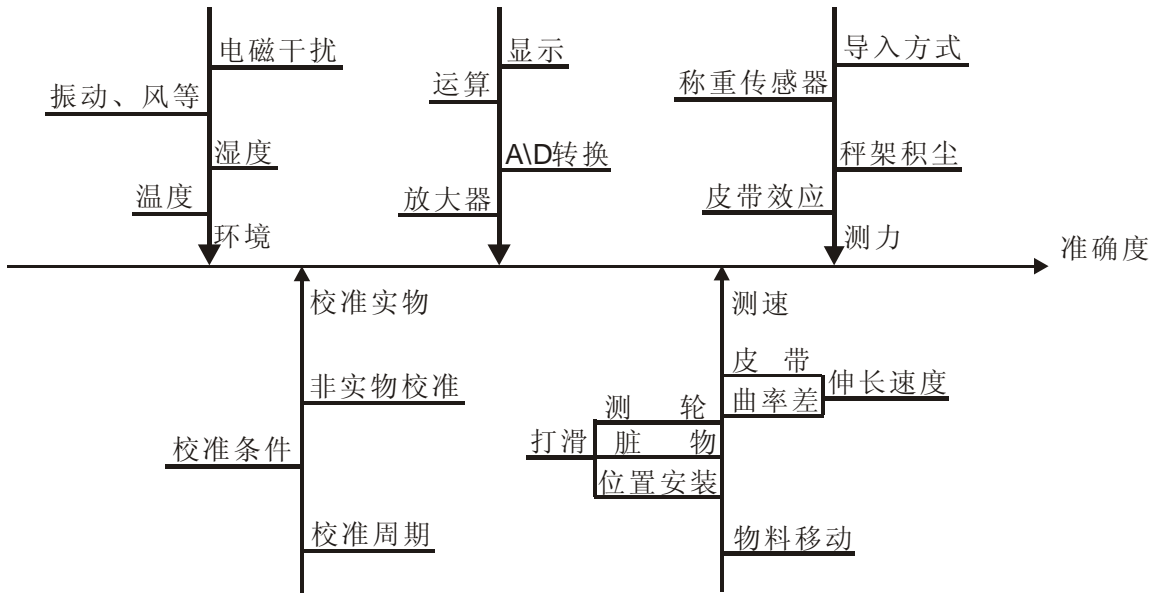 电磁干扰
振动、风等
湿度
温度
环境
显示
运算
A\D转换
放大器
导入方式
称重传感器
秤架积尘
皮带效应
测力
准确度
校准实物
非实物校准
校准条件
校准周期
测速
皮 带
曲率差
伸长速度
测 轮
打滑
脏 物
位置安装
物料移动